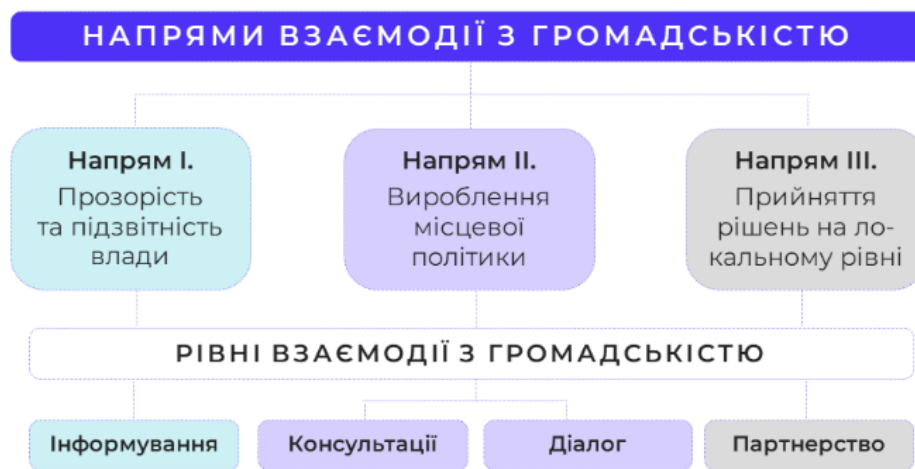 НАПРЯМИ ВЗАЄМОДІЇ З ГРОМАДСЬКІСТЮ
Напрям I.
Прозорість
та підзвітність
влади
Напрям II.
Вироблення
місцевої
політики
Напрям III.
Прийняття
рішень на ло-
кальному рівні
РІВНІ ВЗАЄМОДІЇ З ГРОМАДСЬКІСТЮ
Інформування
Консультації
Діалог
Партнерство